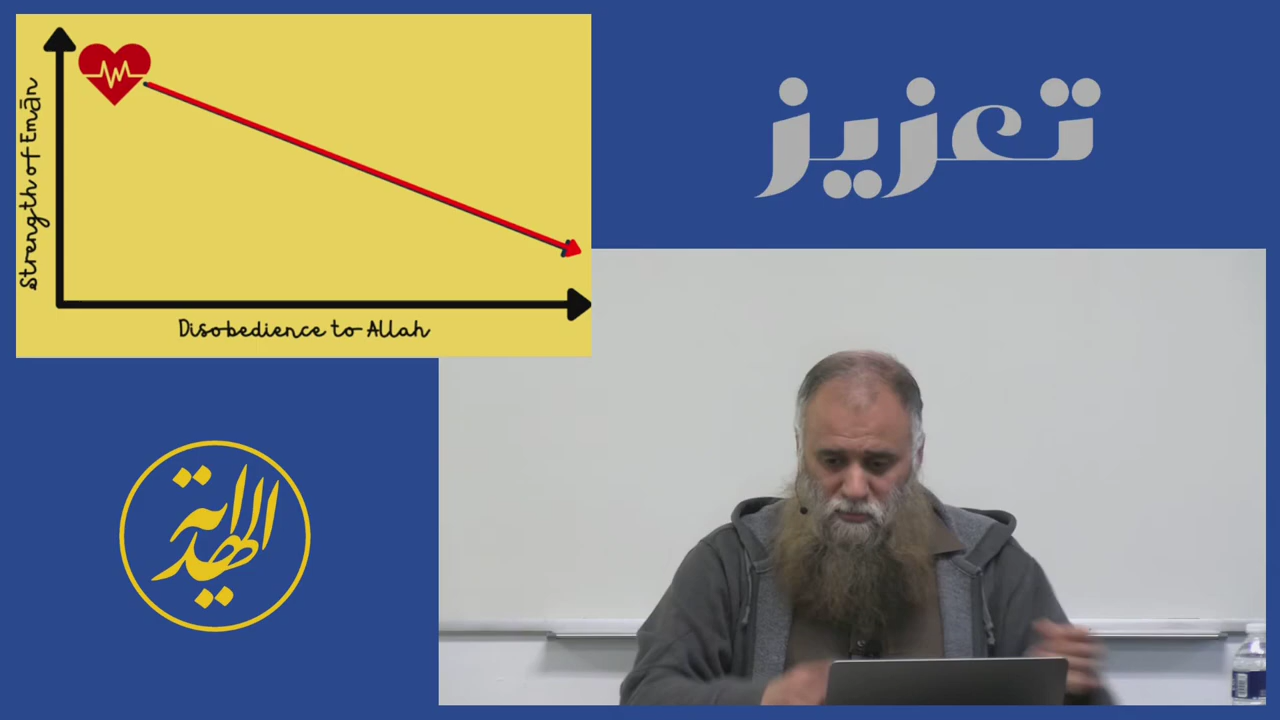 Strength of Emān
Disobedience to Allah
تعزيز
الهداية